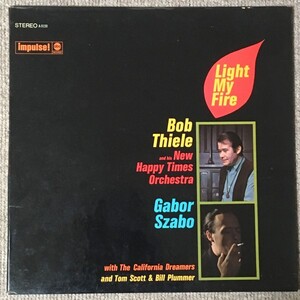 STEREO
impulse!
Light
My
Fire
Bob
Thiele
and his New
Happy Times
Orchestra
Gabor
Szabo
with The California Dreamers
and Tom Scott & Bill Plummer